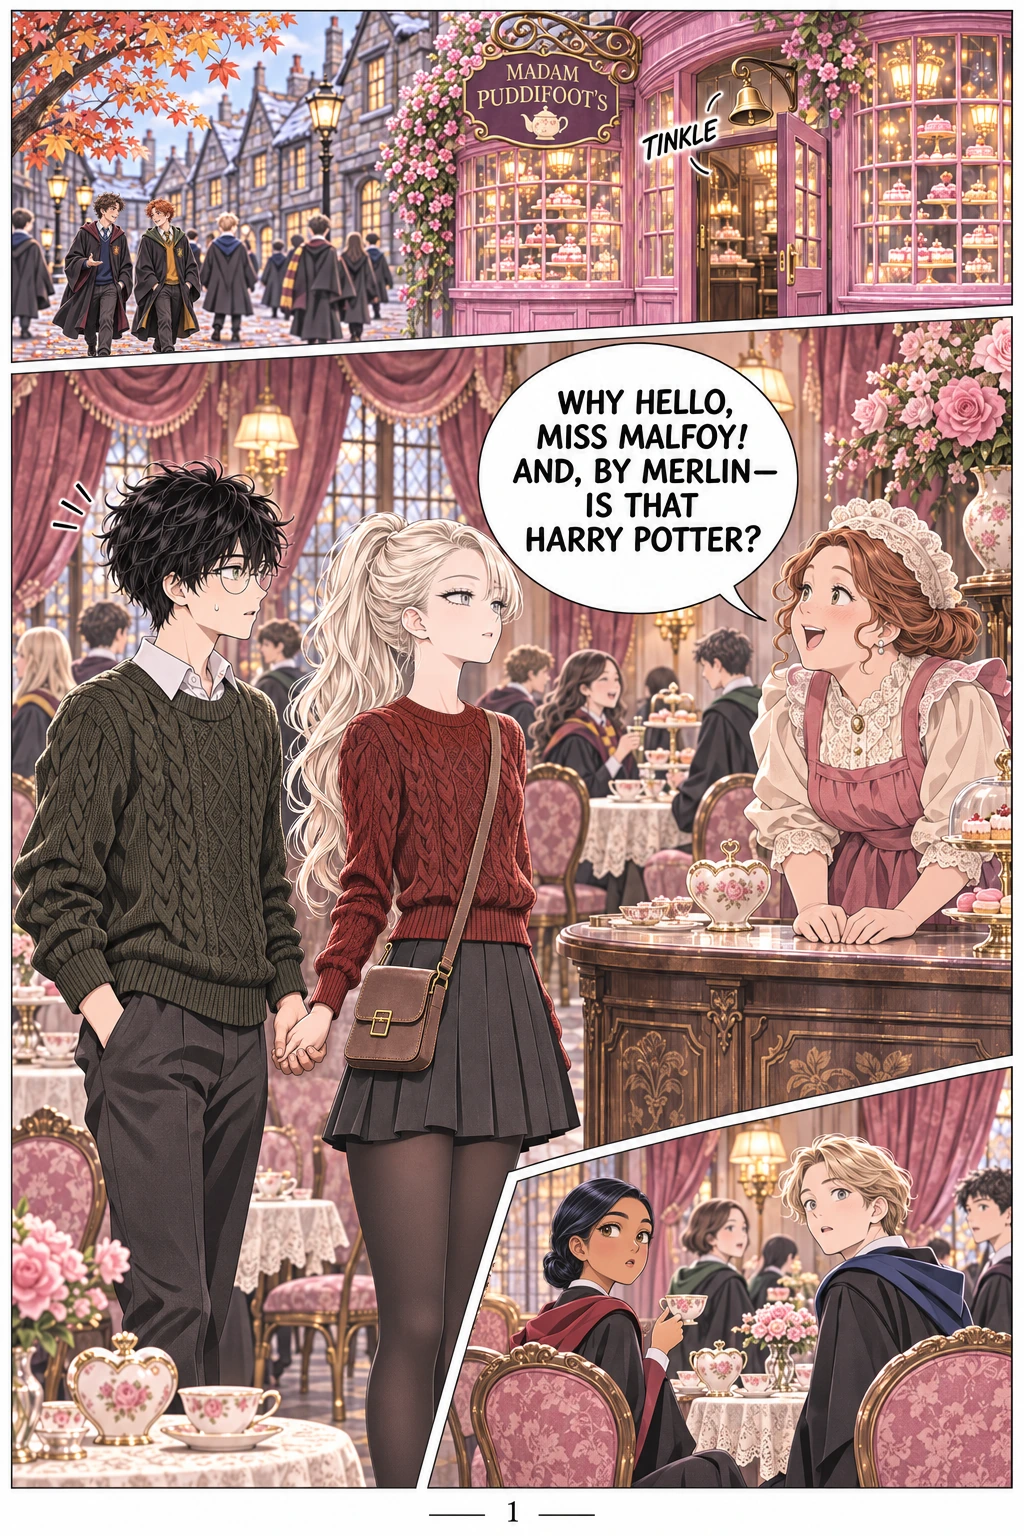 MADAM
PUDDIFOOT'S
TINKLE
WHY HELLO,
MISS MALFOY!
AND, BY MERLIN—
IS THAT
HARRY POTTER?
1